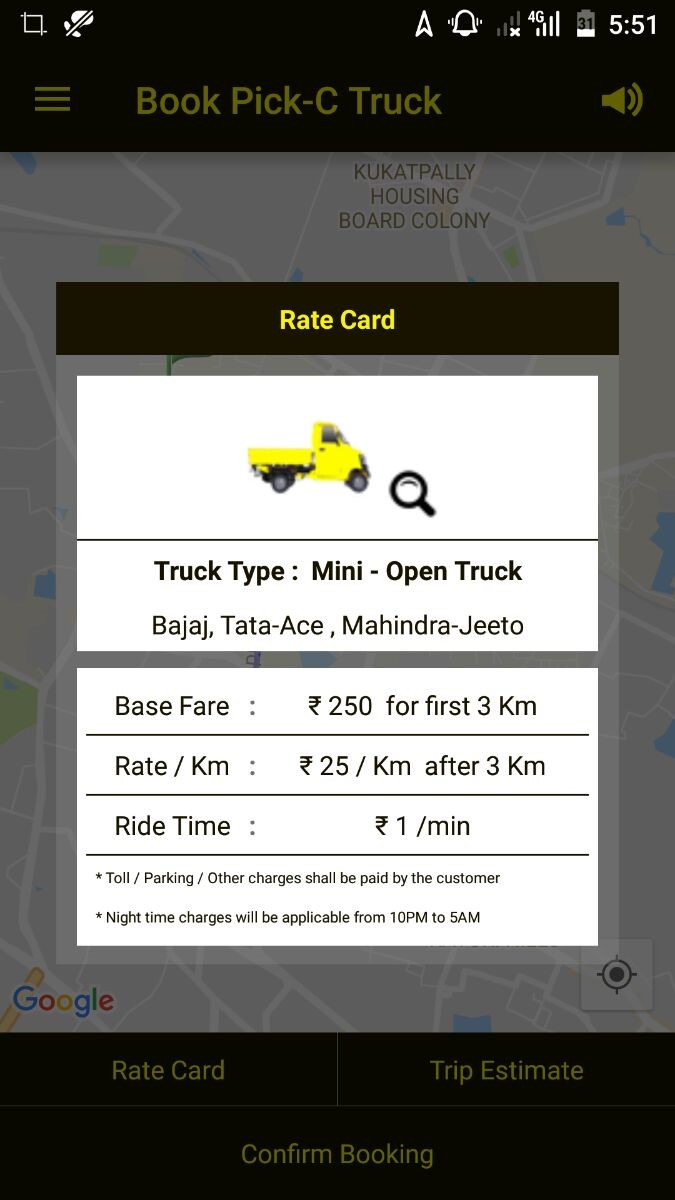 4G 31 5:51
Book Pick-C Truck
KUKATPALLY
HOUSING
BOARD COLONY
Rate Card
Truck Type : Mini - Open Truck
Bajaj, Tata-Ace , Mahindra-Jeeto
Base Fare : ₹ 250 for first 3 Km
Rate / Km : ₹ 25 / Km after 3 Km
Ride Time : ₹ 1 /min
* Toll / Parking / Other charges shall be paid by the customer
* Night time charges will be applicable from 10PM to 5AM
Google
Rate Card Trip Estimate
Confirm Booking